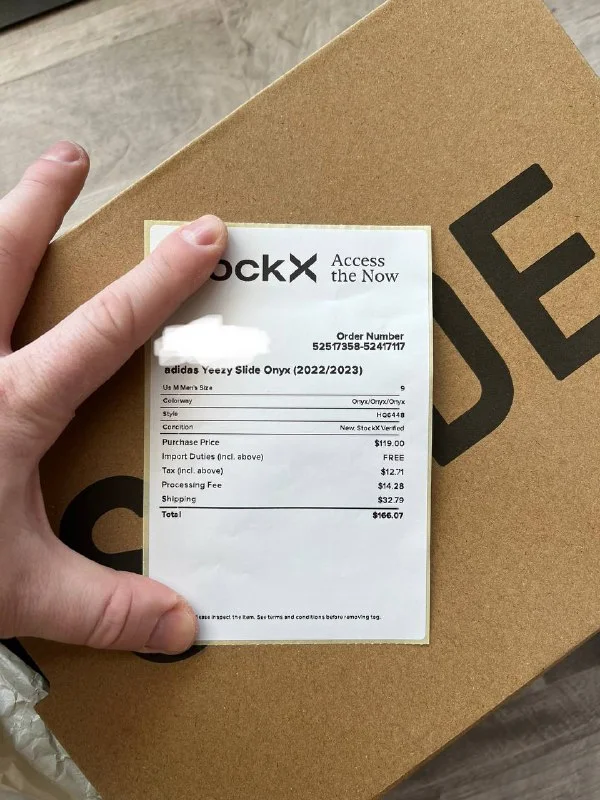 ockX Access
the Now
Order Number
52517358-52417117
adidas Yeezy Slide Onyx (2022/2023)
Us M Men's Size 9
Colorway Onyx/Onyx/Onyx
Style HQ6448
Condition New. StockX Verified
Purchase Price $119.00
Import Duties (incl. above) FREE
Tax (incl. above) $12.71
Processing Fee $14.28
Shipping $32.79
Total $166.07
ease inspect the item. See terms and conditions before removing tag.
S DE